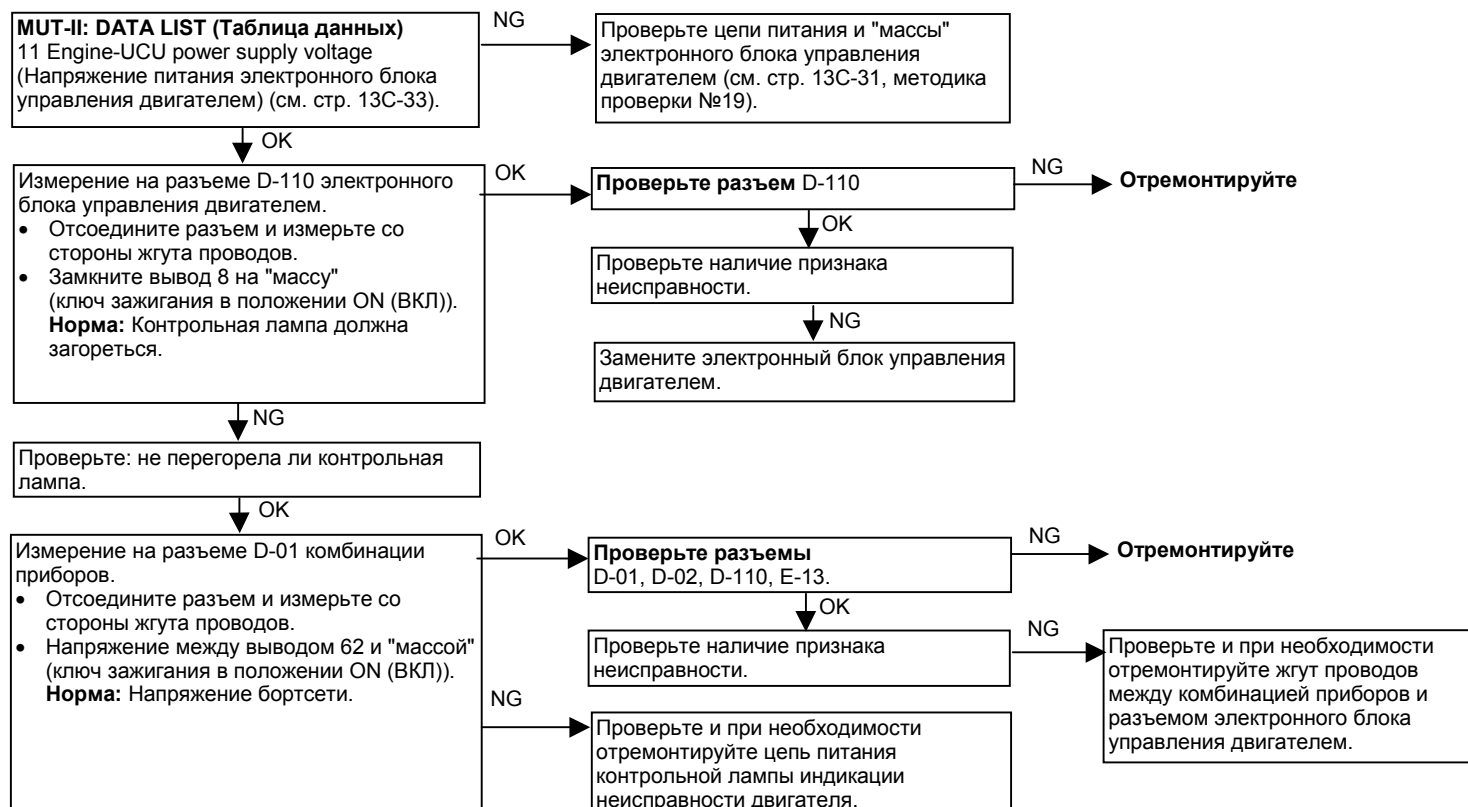 MUT-II: DATA LIST (Таблица данных)
11 Engine-UCU power supply voltage
(Напряжение питания электронного блока
управления двигателем) (см. стр. 13C-33).
NG
Проверьте цепи питания и "массы"
электронного блока управления
двигателем (см. стр. 13C-31, методика
проверки №19).
OK
Измерение на разъеме D-110 электронного
блока управления двигателем.
• Отсоедините разъем и измерьте со
стороны жгута проводов.
• Замкните вывод 8 на "массу"
(ключ зажигания в положении ON (ВКЛ)).
Норма: Контрольная лампа должна
загореться.
OK
Проверьте разъем D-110
NG
Отремонтируйте
OK
Проверьте наличие признака
неисправности.
NG
Замените электронный блок управления
двигателем.
NG
Проверьте: не перегорела ли контрольная
лампа.
OK
Измерение на разъеме D-01 комбинации
приборов.
• Отсоедините разъем и измерьте со
стороны жгута проводов.
• Напряжение между выводом 62 и "массой"
(ключ зажигания в положении ON (ВКЛ)).
Норма: Напряжение бортсети.
OK
Проверьте разъемы
D-01, D-02, D-110, E-13.
NG
Отремонтируйте
OK
Проверьте наличие признака
неисправности.
NG
Проверьте и при необходимости
отремонтируйте жгут проводов
между комбинацией приборов и
разъемом электронного блока
управления двигателем.
NG
Проверьте и при необходимости
отремонтируйте цепь питания
контрольной лампы индикации
неисправности двигателя.